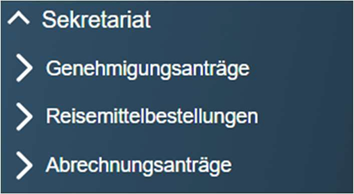 Sekretariat
Genehmigungsanträge
Reisemittelbestellungen
Abrechnungsanträge